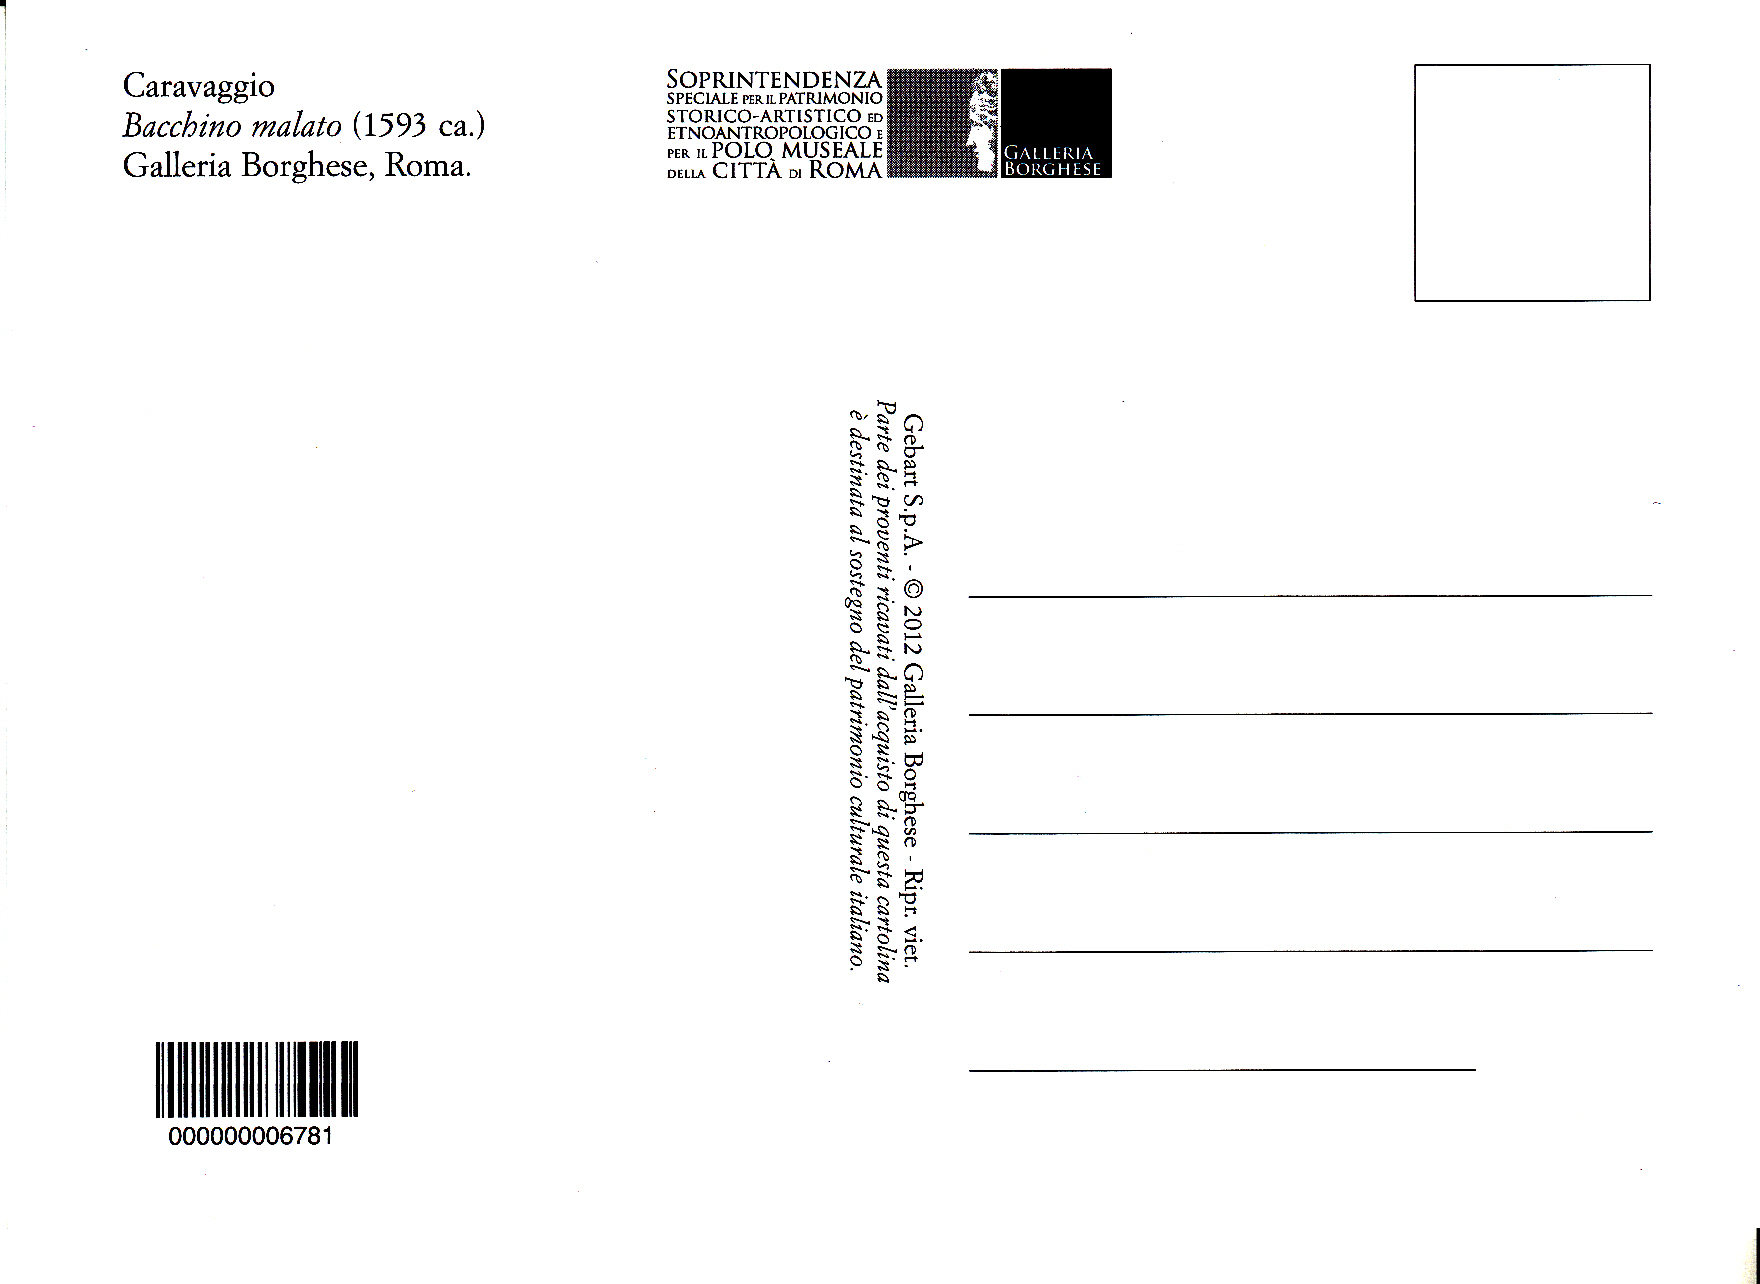 Caravaggio
Bacchino malato (1593 ca.)
Galleria Borghese, Roma.
SOPRINTENDENZA
SPECIALE PER IL PATRIMONIO
STORICO-ARTISTICO ED
ETNOANTROPOLOGICO E
PER IL POLO MUSEALE
DELLA CITTÀ DI ROMA
GALLERIA
BORGHESE
Gebart S.p.A. - © 2012 Galleria Borghese - Ripr. viet.
Parte dei proventi ricavati dall'acquisto di questa cartolina
è destinata al sostegno del patrimonio culturale italiano.
000000006781